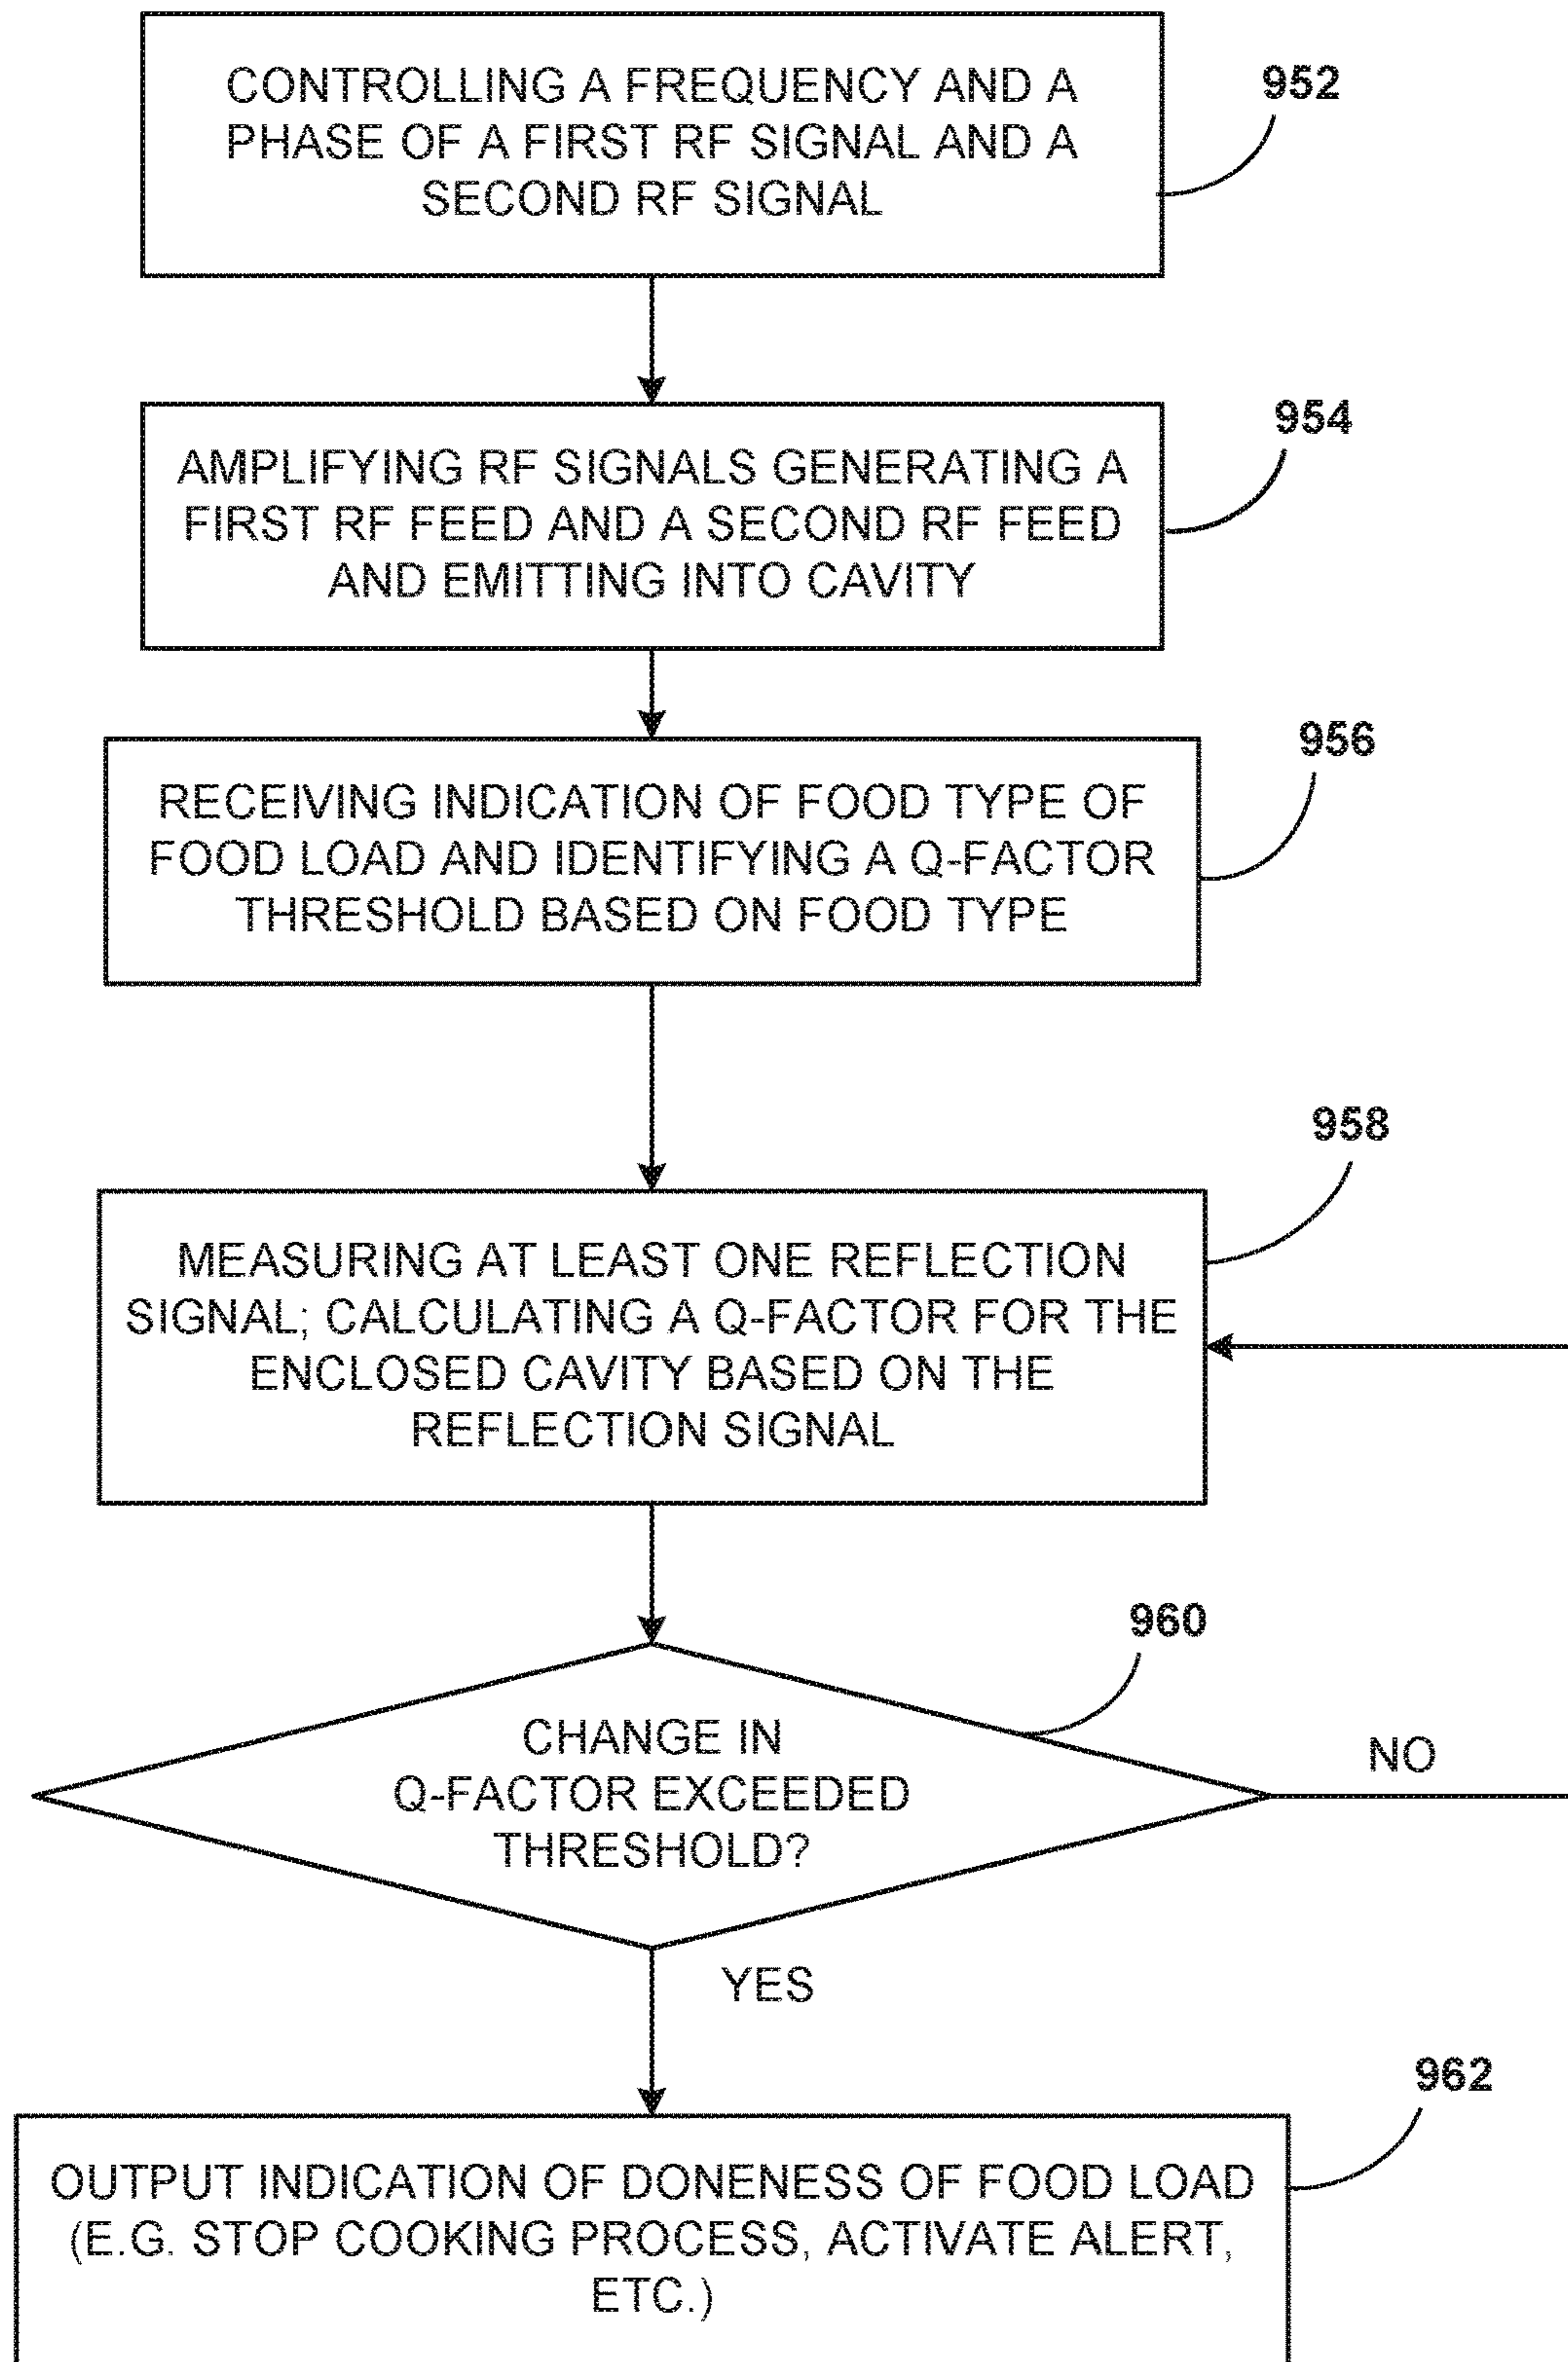 CONTROLLING A FREQUENCY AND A
PHASE OF A FIRST RF SIGNAL AND A
SECOND RF SIGNAL
952
AMPLIFYING RF SIGNALS GENERATING A
FIRST RF FEED AND A SECOND RF FEED
AND EMITTING INTO CAVITY
954
RECEIVING INDICATION OF FOOD TYPE OF
FOOD LOAD AND IDENTIFYING A Q-FACTOR
THRESHOLD BASED ON FOOD TYPE
956
MEASURING AT LEAST ONE REFLECTION
SIGNAL; CALCULATING A Q-FACTOR FOR THE
ENCLOSED CAVITY BASED ON THE
REFLECTION SIGNAL
958
CHANGE IN
Q-FACTOR EXCEEDED
THRESHOLD?
960
NO
YES
OUTPUT INDICATION OF DONENESS OF FOOD LOAD
(E.G. STOP COOKING PROCESS, ACTIVATE ALERT,
ETC.)
962